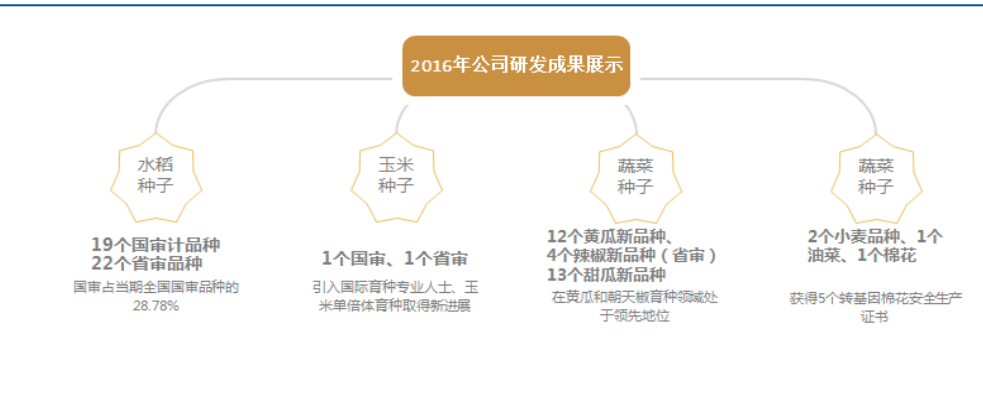 2016年公司研发成果展示
水稻
种子
19个国审计品种
22个省审品种
国审占当期全国国审品种的
28.78%
玉米
种子
1个国审、1个省审
引入国际育种专业人士、玉
米单倍体育种取得新进展
蔬菜
种子
12个黄瓜新品种、
4个辣椒新品种（省审）
13个甜瓜新品种
在黄瓜和朝天椒育种领域处
于领先地位
蔬菜
种子
2个小麦品种、1个
油菜、1个棉花
获得5个转基因棉花安全生产
证书